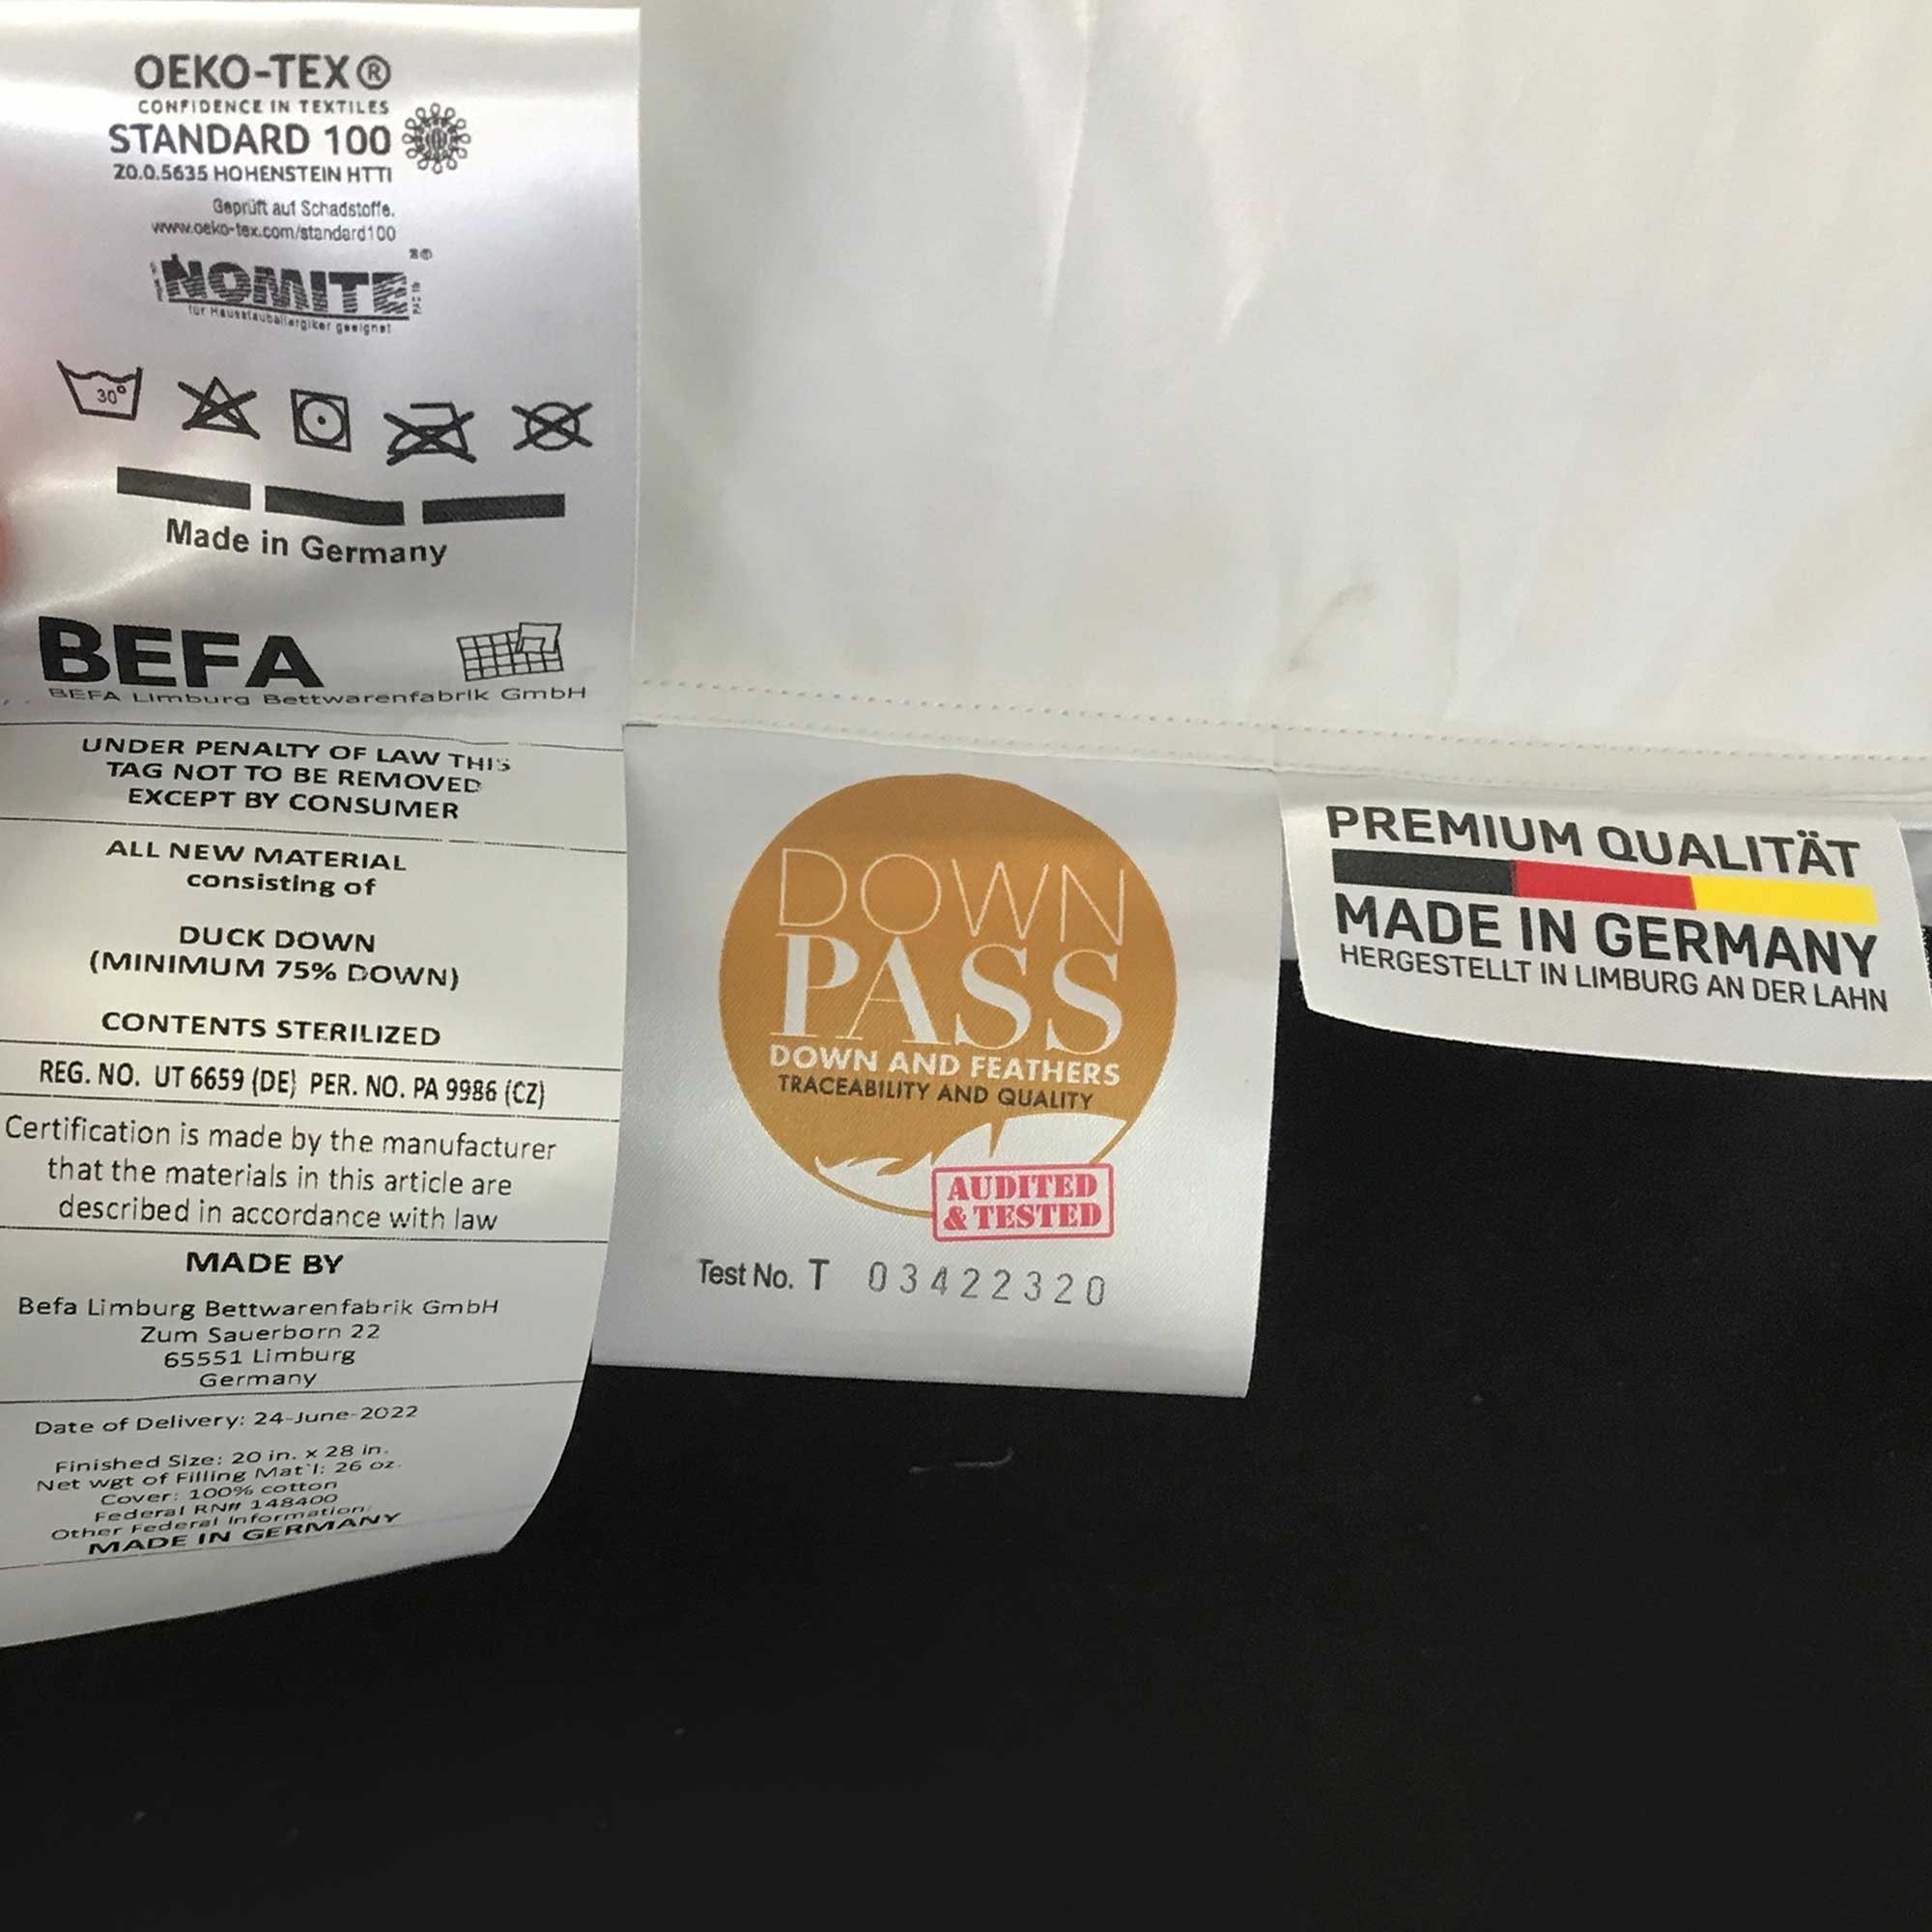 OEKO-TEX®
CONFIDENCE IN TEXTILES
STANDARD 100
20.0.5635 HOHENSTEIN HTTI
Geprüft auf Schadstoffe.
www.oeko-tex.com/standard100
NOMITE
für Hausstauballergiker geeignet
30°
Made in Germany
BEFA
BEFA Limburg Bettwarenfabrik GmbH
UNDER PENALTY OF LAW THIS
TAG NOT TO BE REMOVED
EXCEPT BY CONSUMER
ALL NEW MATERIAL
consisting of
DUCK DOWN
(MINIMUM 75% DOWN)
CONTENTS STERILIZED
REG. NO. UT 6659 (DE) PER. NO. PA 9986 (CZ)
Certification is made by the manufacturer
that the materials in this article are
described in accordance with law
MADE BY
Befa Limburg Bettwarenfabrik GmbH
Zum Sauerborn 22
65551 Limburg
Germany
Date of Delivery: 24-June-2022
Finished Size: 20 in. x 28 in.
Net wgt of Filling Mat'l: 26 oz.
Cover: 100% cotton
Federal RN# 148400
Other Federal Information:
MADE IN GERMANY
DOWN
PASS
DOWN AND FEATHERS
TRACEABILITY AND QUALITY
AUDITED
& TESTED
Test No. T 03422320
PREMIUM QUALITÄT
MADE IN GERMANY
HERGESTELLT IN LIMBURG AN DER LAHN